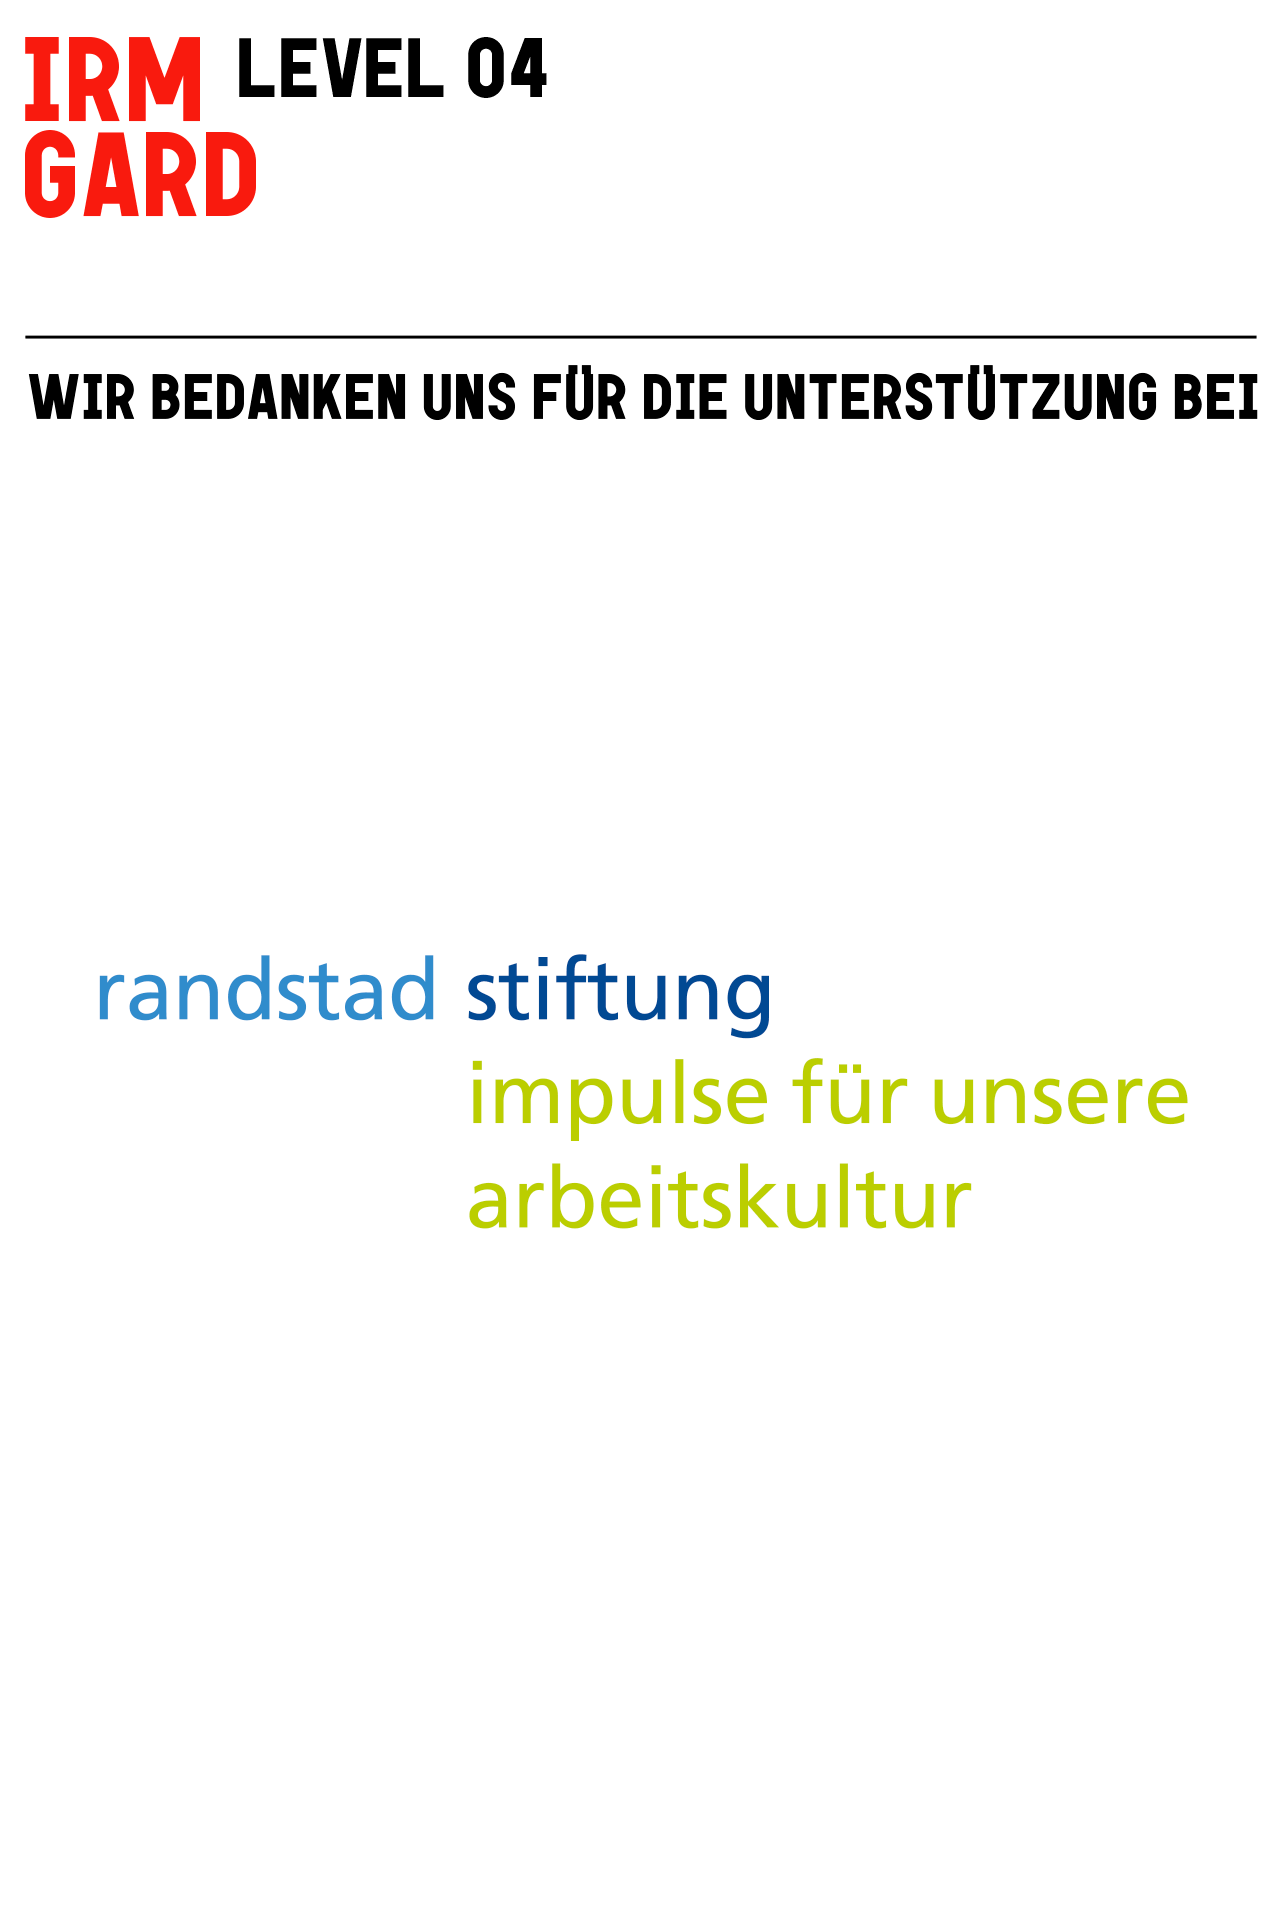 IRM
GARD
LEVEL 04
WIR BEDANKEN UNS FÜR DIE UNTERSTÜTZUNG BEI
randstad stiftung
impulse für unsere
arbeitskultur